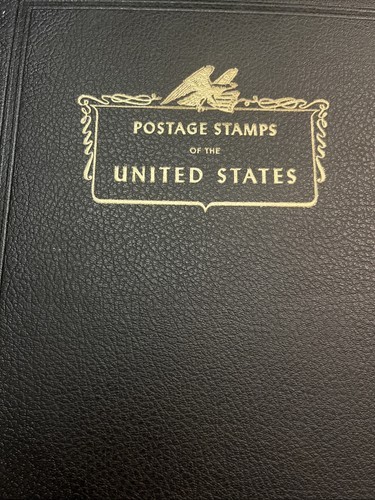 POSTAGE STAMPS
OF THE
UNITED STATES